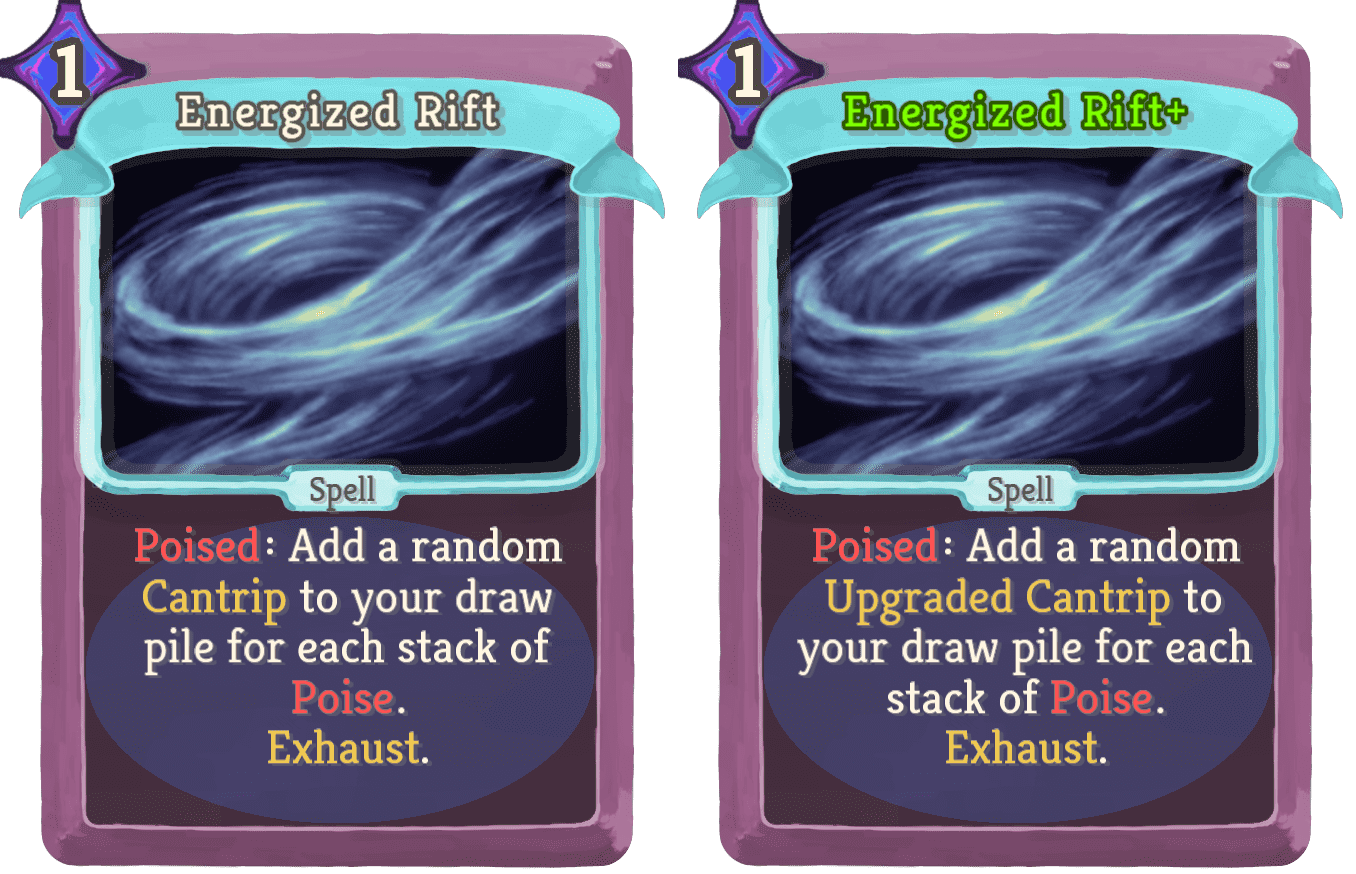 1
Energized Rift
Spell
Poised: Add a random
Cantrip to your draw
pile for each stack of
Poise.
Exhaust.
1
Energized Rift+
Spell
Poised: Add a random
Upgraded Cantrip to
your draw pile for each
stack of Poise.
Exhaust.